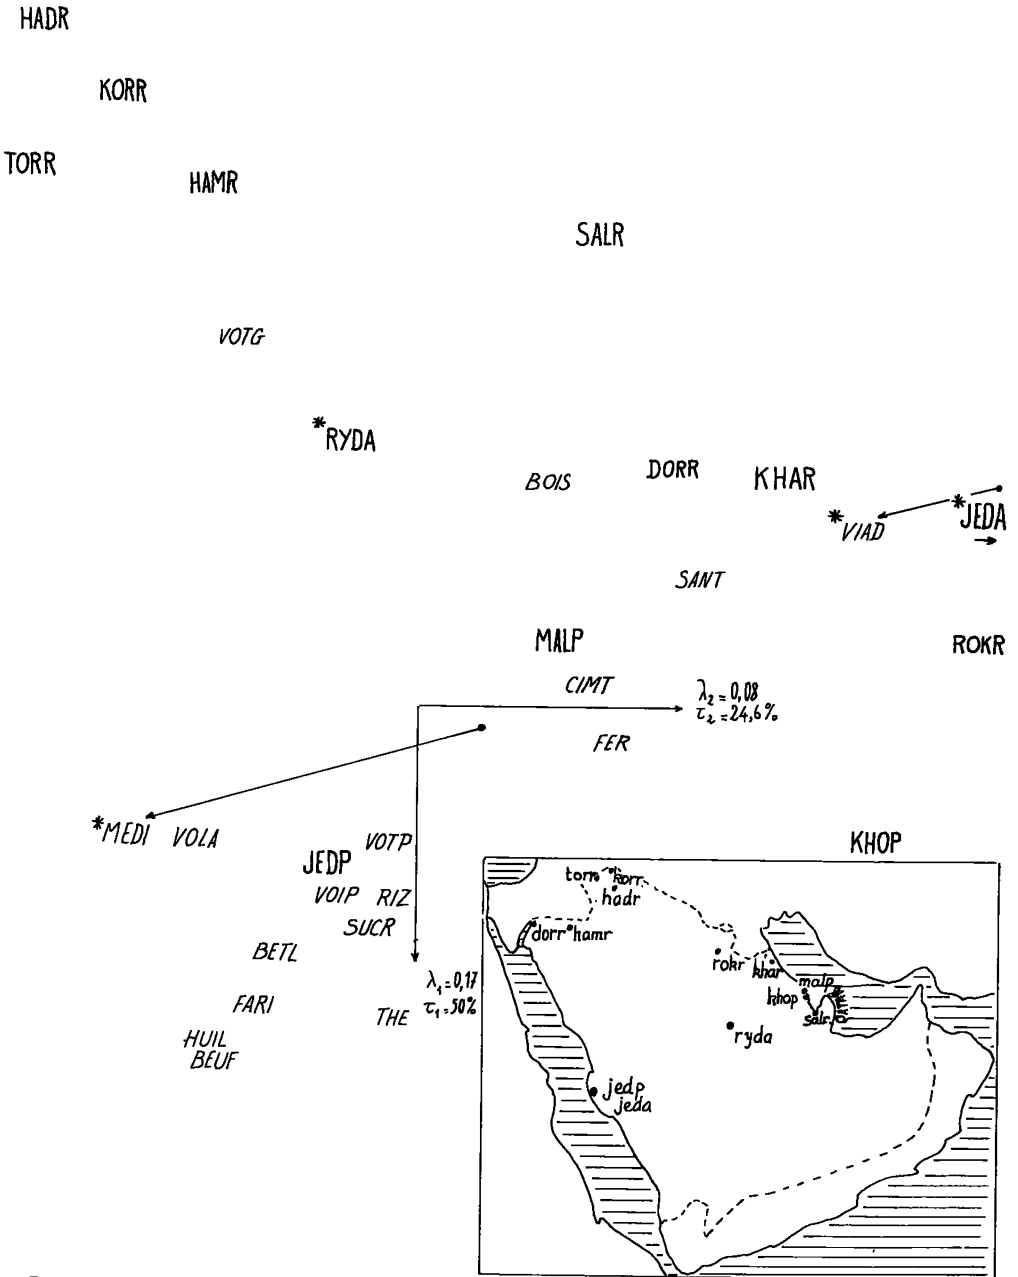 HADR
KORR
TORR
HAMR
SALR
VOTG
*RYDA
BOIS
DORR
KHAR
*VIAD
*JEDA
SANT
MALP
ROKR
CIMT
λ₂=0,08
τ₂=24,6%
FER
*MEDI
VOLA
VOTP
KHOP
JEDP
VOIP
RIZ
SUCR
BETL
λ₁=0,17
τ₁=50%
FARI
THE
HUIL
BEUF
torr
korr
hadr
dorr
hamr
rokr
khar
malp
khop
salr
ryda
jedp
jeda